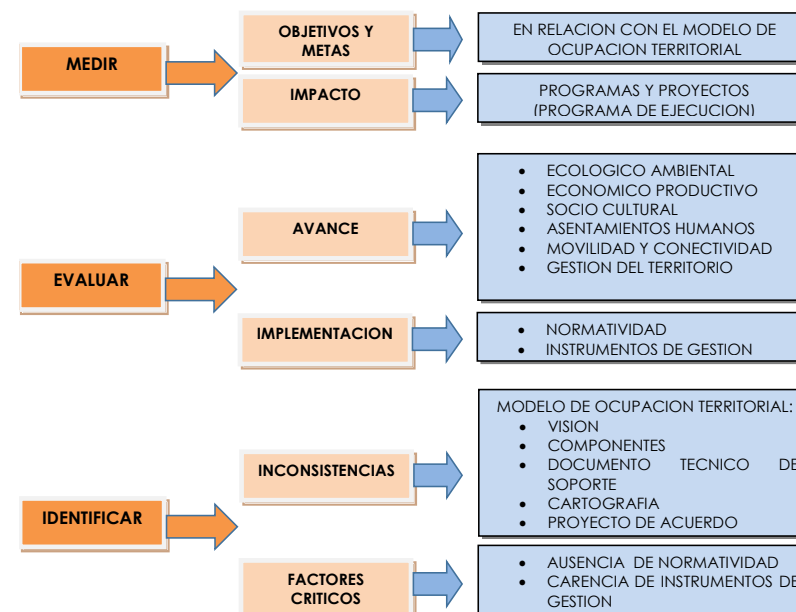 MEDIR
OBJETIVOS Y
METAS
EN RELACION CON EL MODELO DE
OCUPACION TERRITORIAL
IMPACTO
PROGRAMAS Y PROYECTOS
(PROGRAMA DE EJECUCION)
EVALUAR
AVANCE
• ECOLOGICO AMBIENTAL
• ECONOMICO PRODUCTIVO
• SOCIO CULTURAL
• ASENTAMIENTOS HUMANOS
• MOVILIDAD Y CONECTIVIDAD
• GESTION DEL TERRITORIO
IMPLEMENTACION
• NORMATIVIDAD
• INSTRUMENTOS DE GESTION
IDENTIFICAR
INCONSISTENCIAS
MODELO DE OCUPACION TERRITORIAL:
• VISION
• COMPONENTES
• DOCUMENTO TECNICO DE
SOPORTE
• CARTOGRAFIA
• PROYECTO DE ACUERDO
FACTORES
CRITICOS
• AUSENCIA DE NORMATIVIDAD
• CARENCIA DE INSTRUMENTOS DE
GESTION